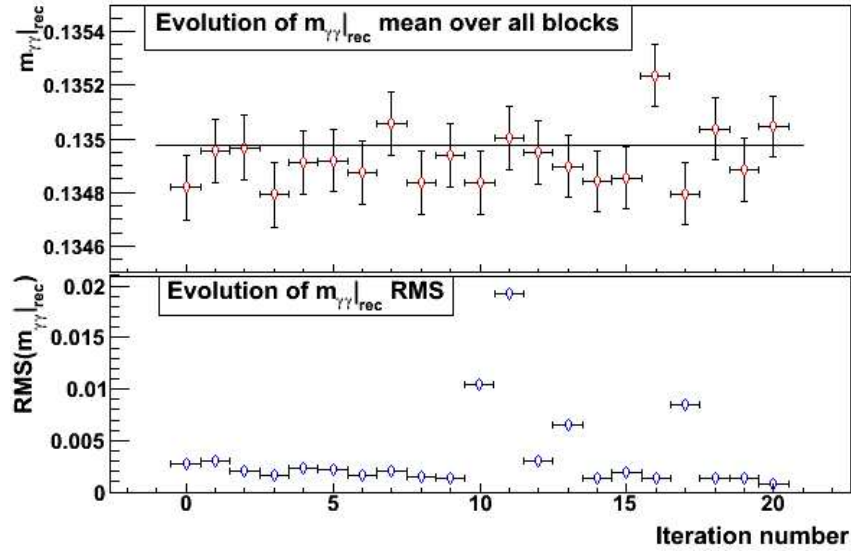 Evolution of mγγ|rec mean over all blocks
mγγ|rec
0.1354
0.1352
0.135
0.1348
0.1346
Evolution of mγγ|rec RMS
RMS(mγγ|rec)
0.02
0.015
0.01
0.005
0
0 5 10 15 20
Iteration number